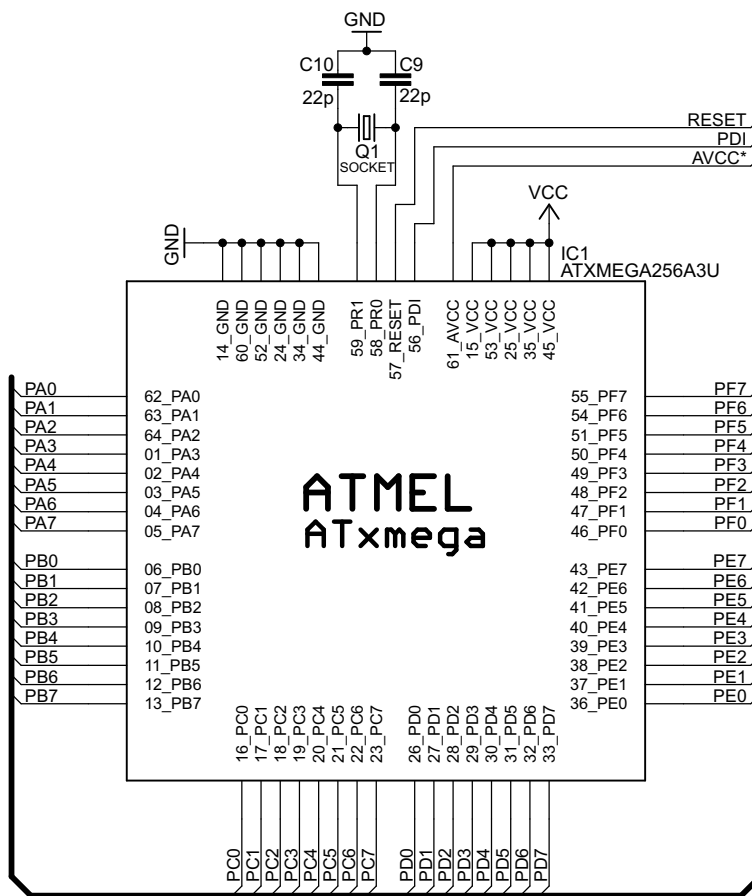 GND
C10
C9
22p
22p
Q1
SOCKET
RESET
PDI
AVCC*
VCC
GND
IC1
ATXMEGA256A3U
14_GND
60_GND
52_GND
24_GND
34_GND
44_GND
59_PR1
58_PR0
57_RESET
56_PDI
61_AVCC
15_VCC
53_VCC
25_VCC
35_VCC
45_VCC
PA0
PA1
PA2
PA3
PA4
PA5
PA6
PA7
PB0
PB1
PB2
PB3
PB4
PB5
PB6
PB7
62_PA0
63_PA1
64_PA2
01_PA3
02_PA4
03_PA5
04_PA6
05_PA7
06_PB0
07_PB1
08_PB2
09_PB3
10_PB4
11_PB5
12_PB6
13_PB7
ATMEL
ATxmega
55_PF7
54_PF6
51_PF5
50_PF4
49_PF3
48_PF2
47_PF1
46_PF0
43_PE7
42_PE6
41_PE5
40_PE4
39_PE3
38_PE2
37_PE1
36_PE0
PF7
PF6
PF5
PF4
PF3
PF2
PF1
PF0
PE7
PE6
PE5
PE4
PE3
PE2
PE1
PE0
16_PC0
17_PC1
18_PC2
19_PC3
20_PC4
21_PC5
22_PC6
23_PC7
26_PD0
27_PD1
28_PD2
29_PD3
30_PD4
31_PD5
32_PD6
33_PD7
PC0
PC1
PC2
PC3
PC4
PC5
PC6
PC7
PD0
PD1
PD2
PD3
PD4
PD5
PD6
PD7